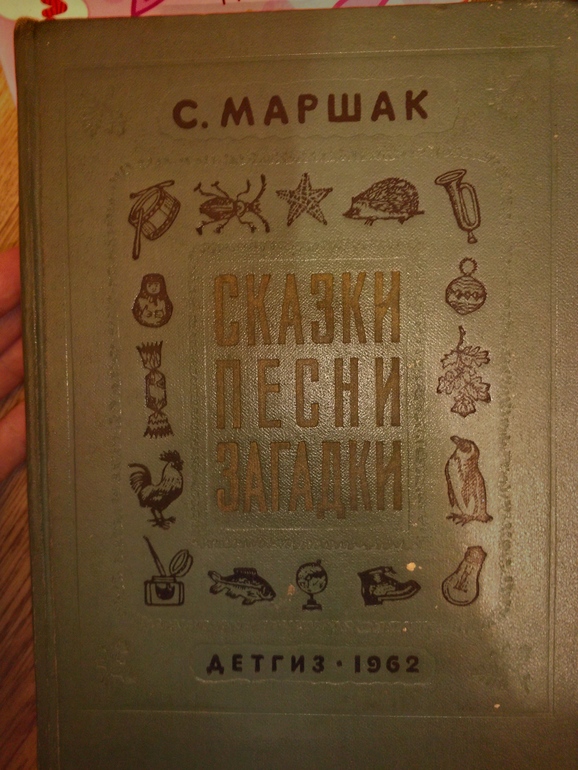 С. МАРШАК
СКАЗКИ
ПЕСНИ
ЗАГАДКИ
ДЕТГИЗ · 1962